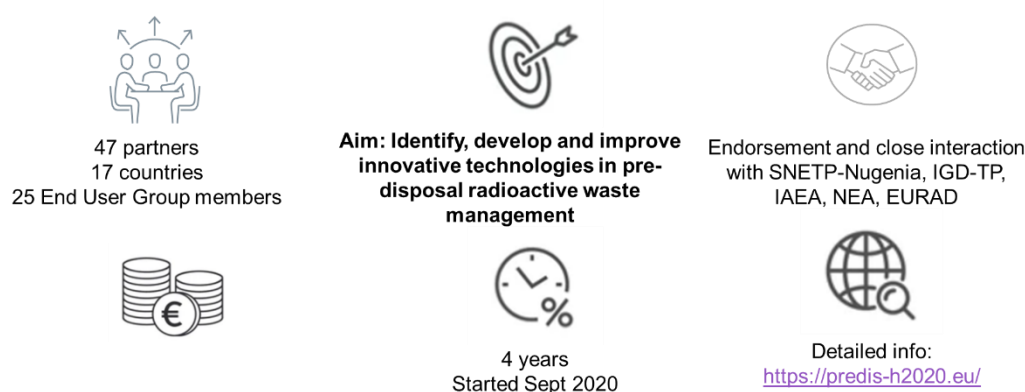 47 partners
17 countries
25 End User Group members
Aim: Identify, develop and improve
innovative technologies in pre-
disposal radioactive waste
management
Endorsement and close interaction
with SNETP-Nugenia, IGD-TP,
IAEA, NEA, EURAD
€
%
4 years
Started Sept 2020
Detailed info:
https://predis-h2020.eu/